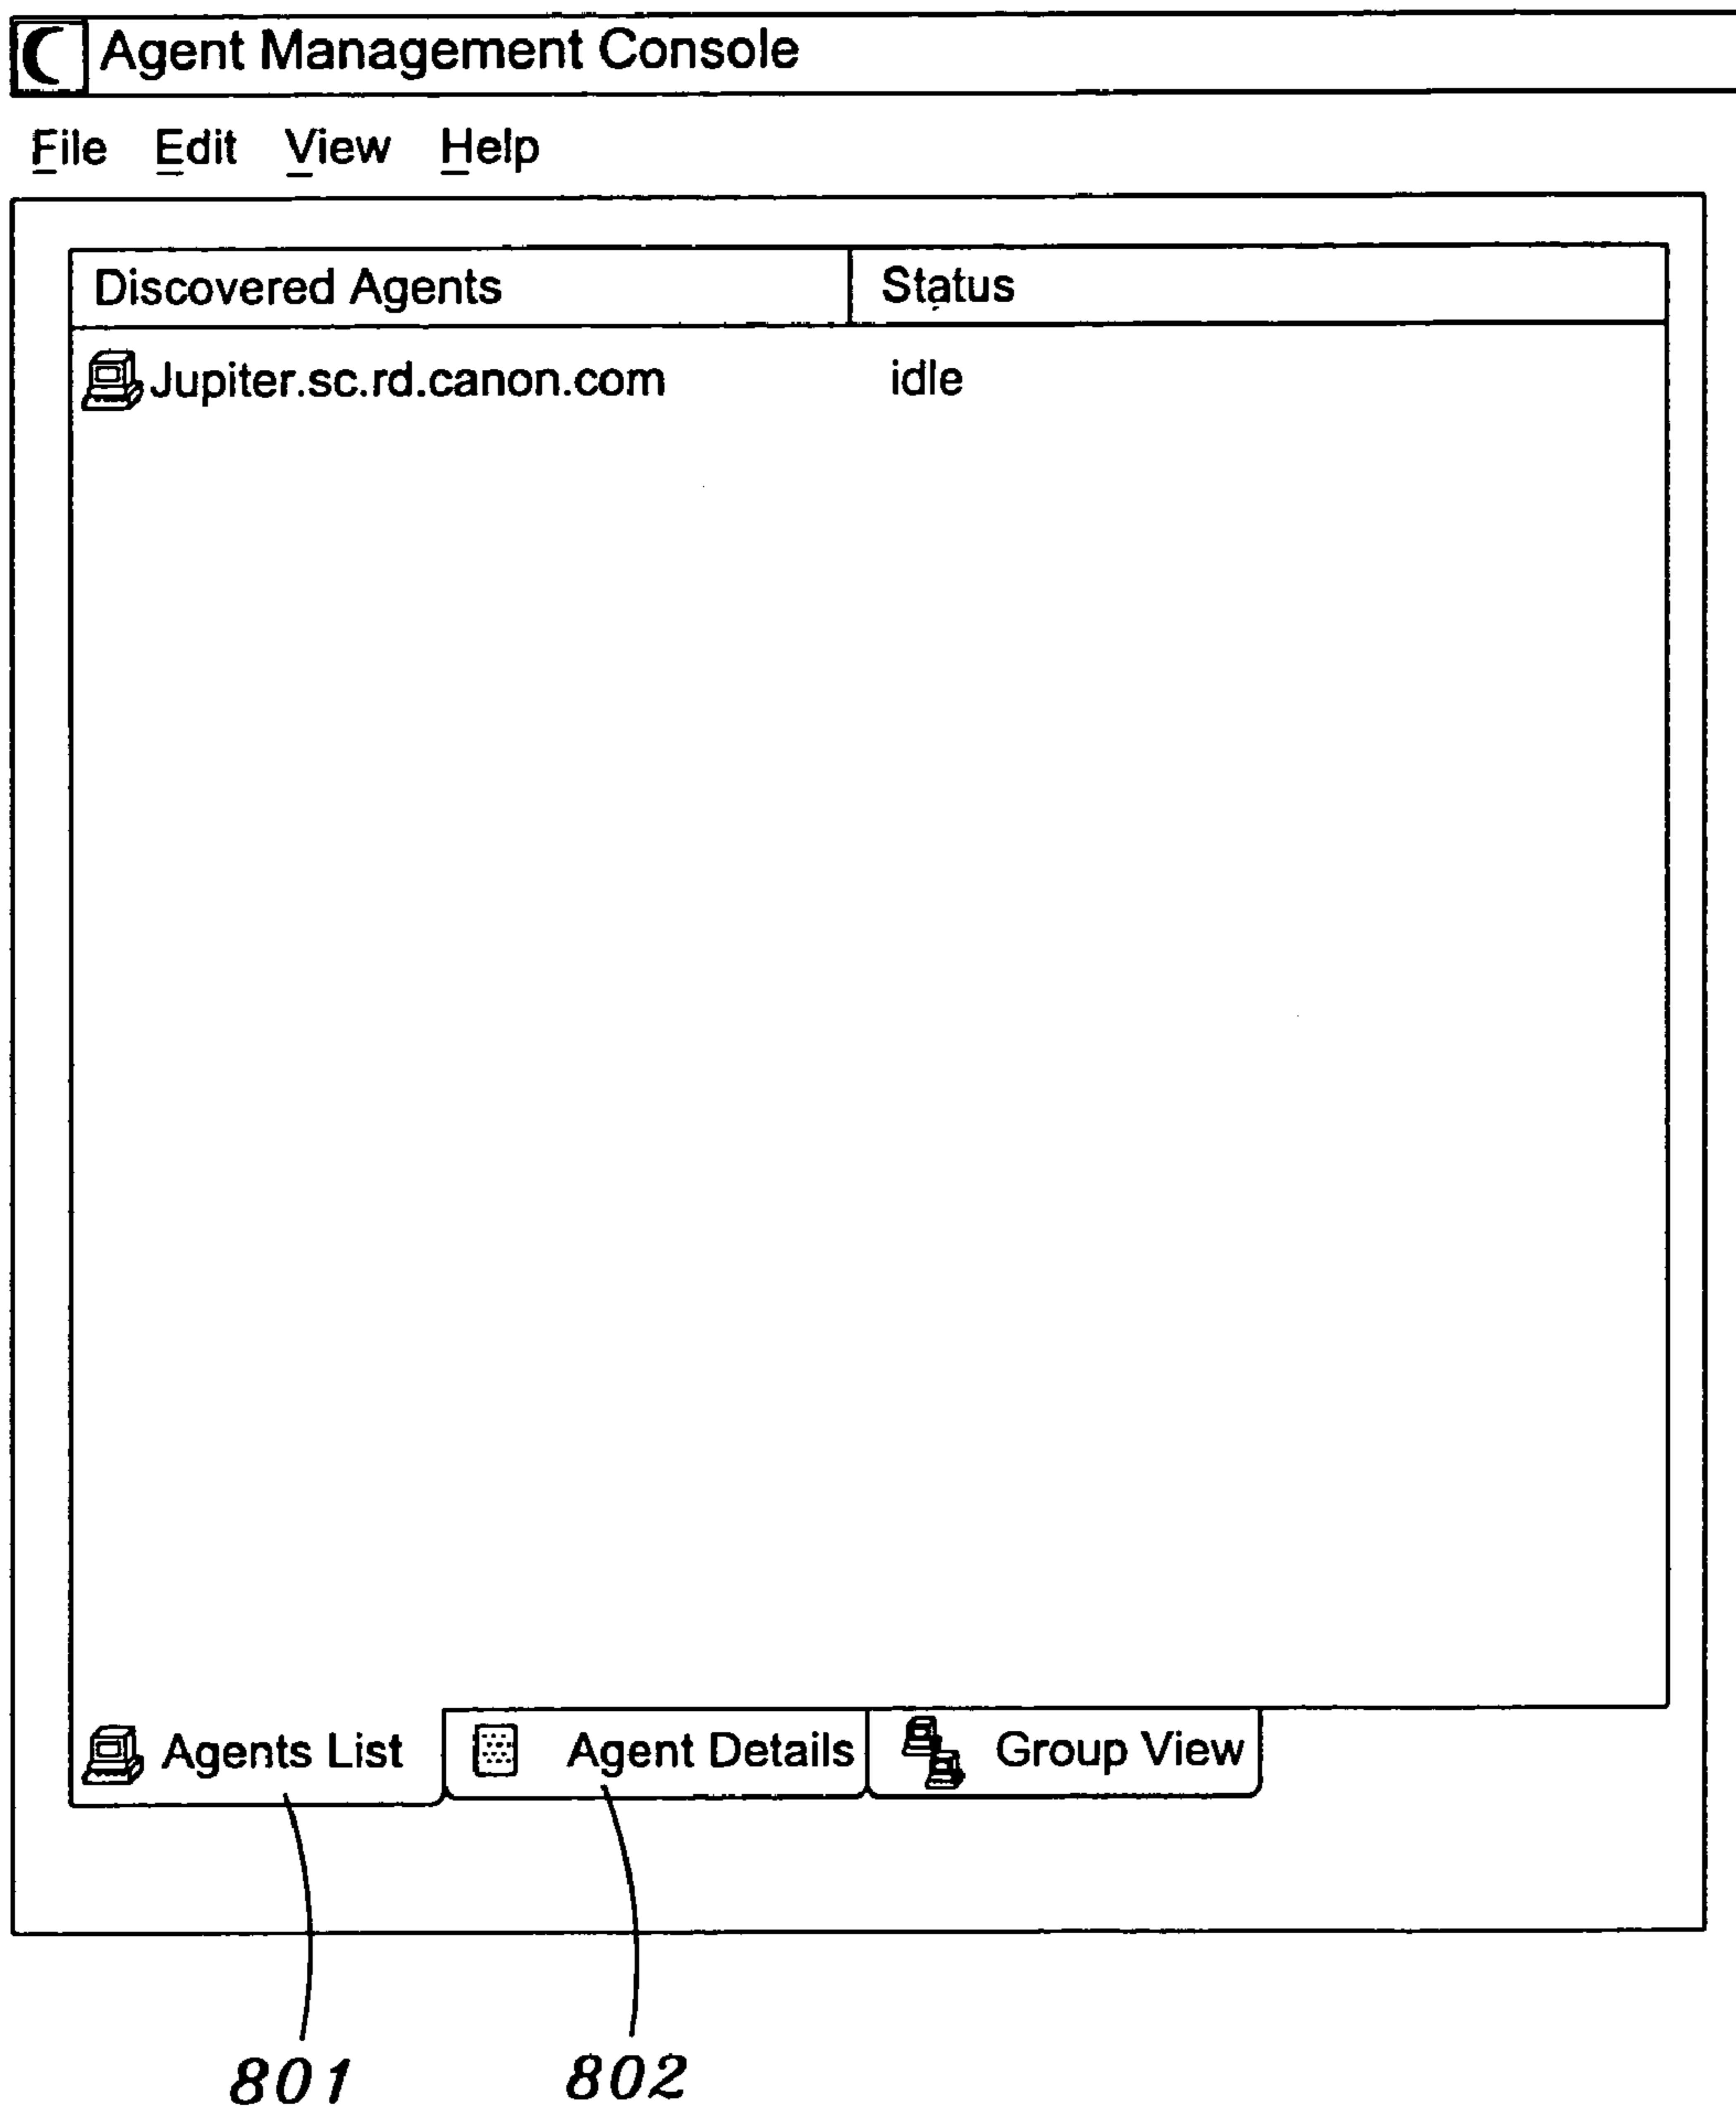 Agent Management Console
File Edit View Help
Discovered Agents Status
Jupiter.sc.rd.canon.com idle
Agents List Agent Details Group View
801 802